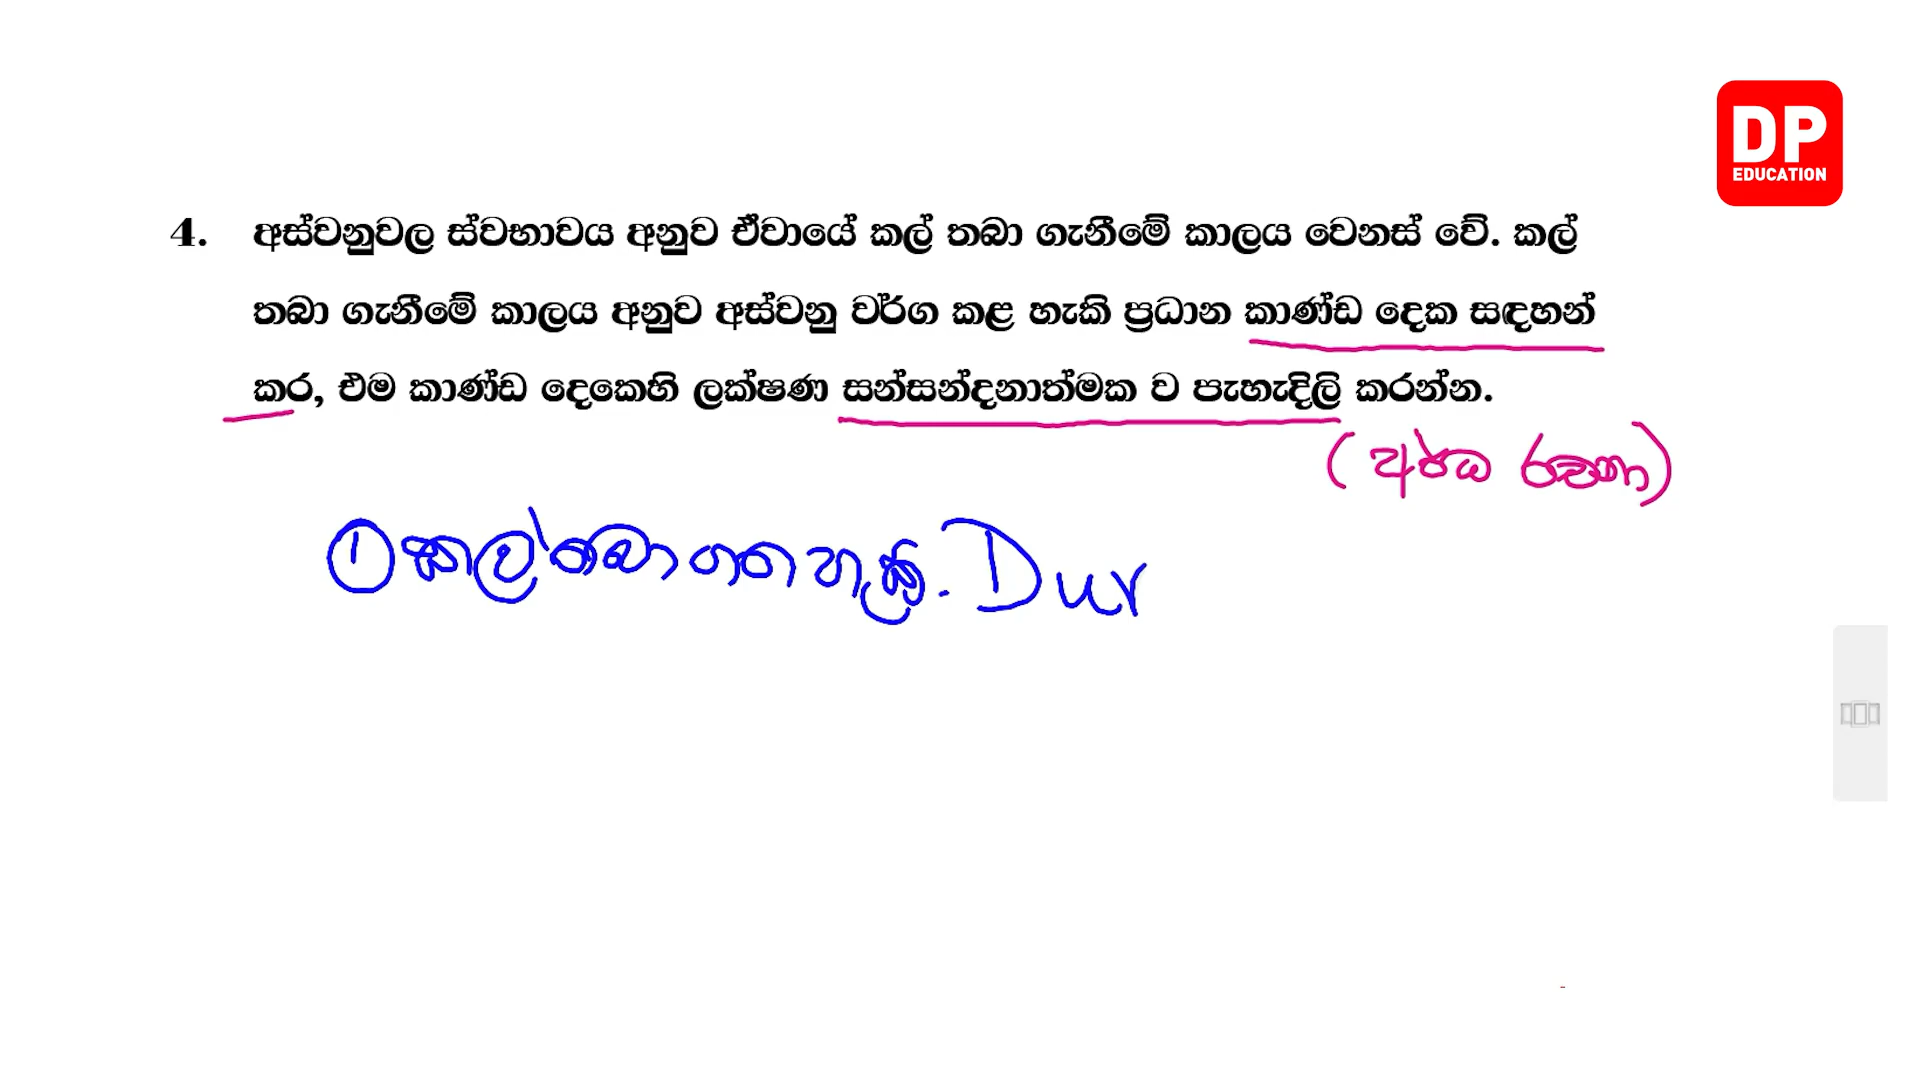 DP
EDUCATION
4. අස්වනුවල ස්වභාවය අනුව ඒවායේ කල් තබා ගැනීමේ කාලය වෙනස් වේ. කල්
තබා ගැනීමේ කාලය අනුව අස්වනු වර්ග කළ හැකි ප්‍රධාන කාණ්ඩ දෙක සඳහන්
කර, එම කාණ්ඩ දෙකෙහි ලක්ෂණ සන්සන්දනාත්මක ව පැහැදිලි කරන්න.
(අර්ධ රචනා)
① කල් තබාගත හැකි. Dur